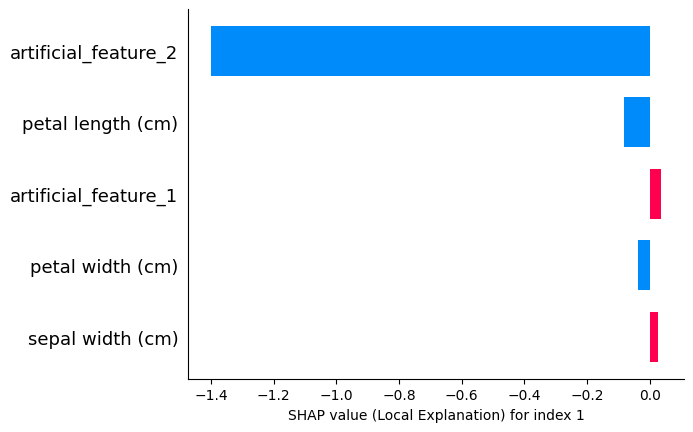 artificial_feature_2
petal length (cm)
artificial_feature_1
petal width (cm)
sepal width (cm)
−1.4 −1.2 −1.0 −0.8 −0.6 −0.4 −0.2 0.0
SHAP value (Local Explanation) for index 1